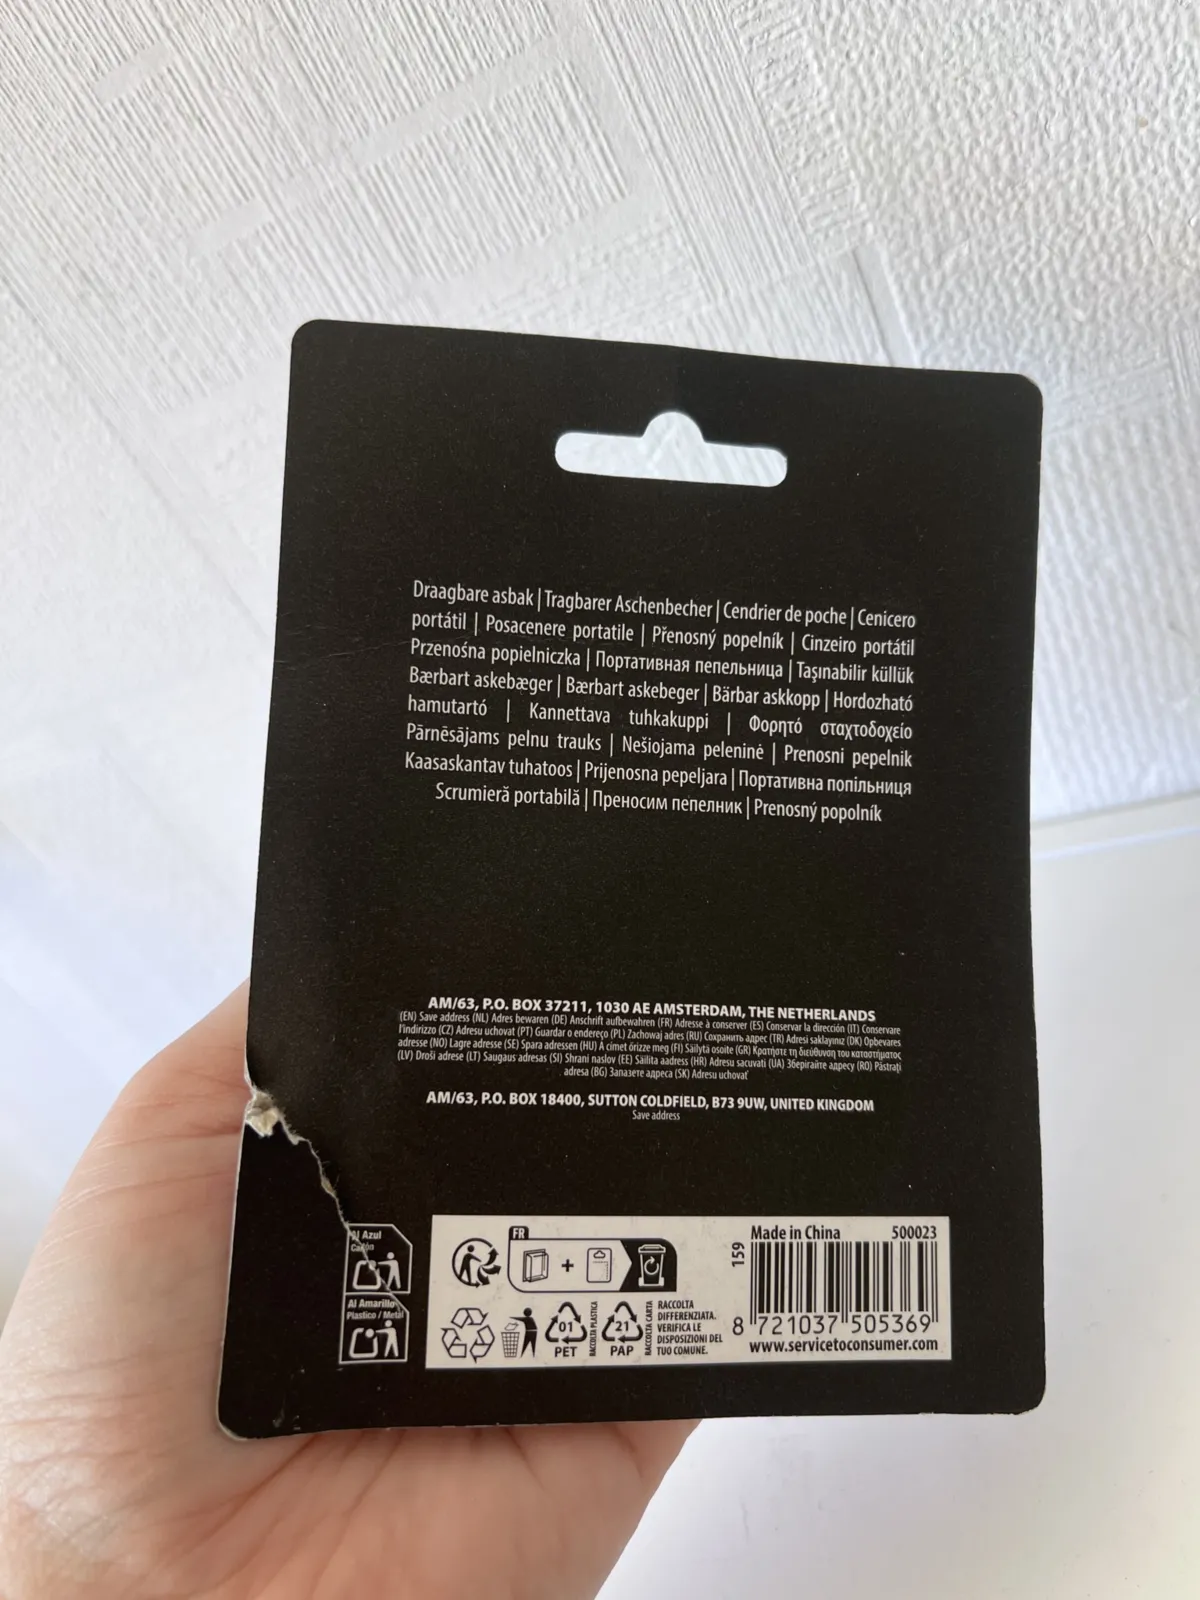 Draagbare asbak | Tragbarer Aschenbecher | Cendrier de poche | Cenicero
portátil | Posacenere portatile | Přenosný popelník | Cinzeiro portátil
Przenośna popielniczka | Портативная пепельница | Taşınabilir küllük
Bærbart askebæger | Bærbart askebeger | Bärbar askkopp | Hordozható
hamutartó | Kannettava tuhkakuppi | Φορητό σταχτοδοχείο
Pārnēsājams pelnu trauks | Nešiojama peleninė | Prenosni pepelnik
Kaasaskantav tuhatoos | Prijenosna pepeljara | Портативна попільниця
Scrumieră portabilă | Преносим пепелник | Prenosný popolník
AM/63, P.O. BOX 37211, 1030 AE AMSTERDAM, THE NETHERLANDS
(EN) Save address (NL) Adres bewaren (DE) Anschrift aufbewahren (FR) Adresse à conserver (ES) Conservar la dirección (IT) Conservare
l'indirizzo (CZ) Adresu uchovat (PT) Guardar o endereço (PL) Zachowaj adres (RU) Сохранить адрес (TR) Adresi saklayınız (DK) Opbevares
adresse (NO) Lagre adresse (SE) Spara adressen (HU) A címet őrizze meg (FI) Säilytä osoite (GR) Κρατήστε τη διεύθυνση του καταστήματος
(LV) Droši adrese (LT) Saugaus adresas (SI) Shrani naslov (EE) Säilita aadress (HR) Adresu sacuvati (UA) Зберігайте адресу (RO) Păstrați
adresa (BG) Запазете адреса (SK) Adresu uchovať
AM/63, P.O. BOX 18400, SUTTON COLDFIELD, B73 9UW, UNITED KINGDOM
Save address
Al Azul
Cartón
Al Amarillo
Plastico / Metal
FR
01
PET
RACCOLTA PLASTICA
21
PAP
RACCOLTA CARTA
RACCOLTA
DIFFERENZIATA.
VERIFICA LE
DISPOSIZIONI DEL
TUO COMUNE.
159
Made in China 500023
8 721037 505369
www.servicetoconsumer.com